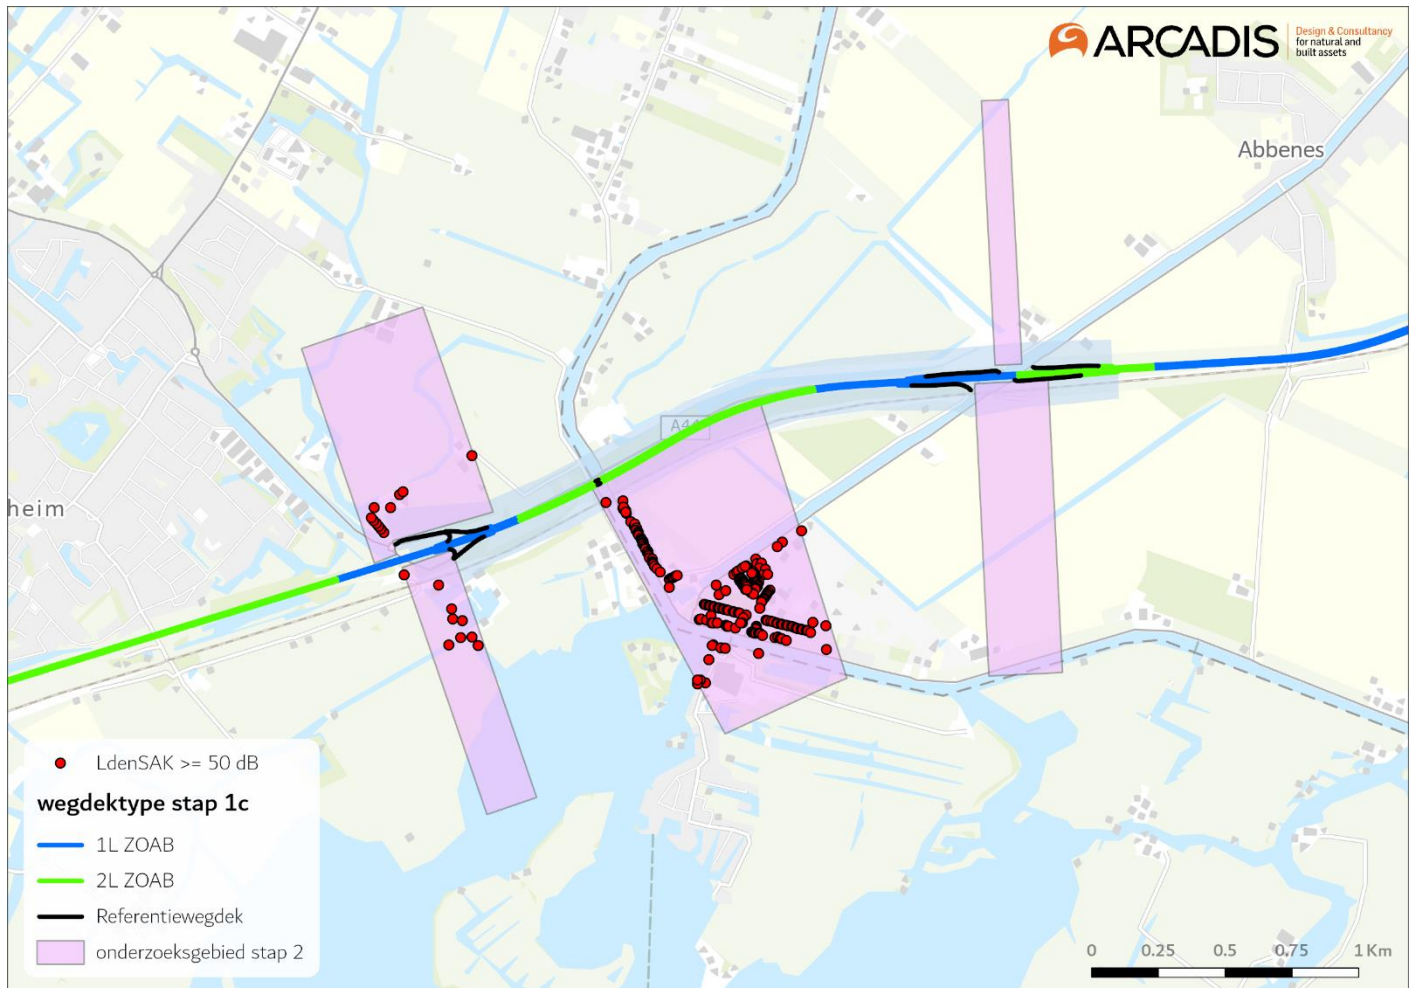 ARCADIS
Design & Consultancy
for natural and
built assets
Abbenes
A44
heim
LdenSAK >= 50 dB
wegdektype stap 1c
1L ZOAB
2L ZOAB
Referentiewegdek
onderzoeksgebied stap 2
0 0.25 0.5 0.75 1 Km